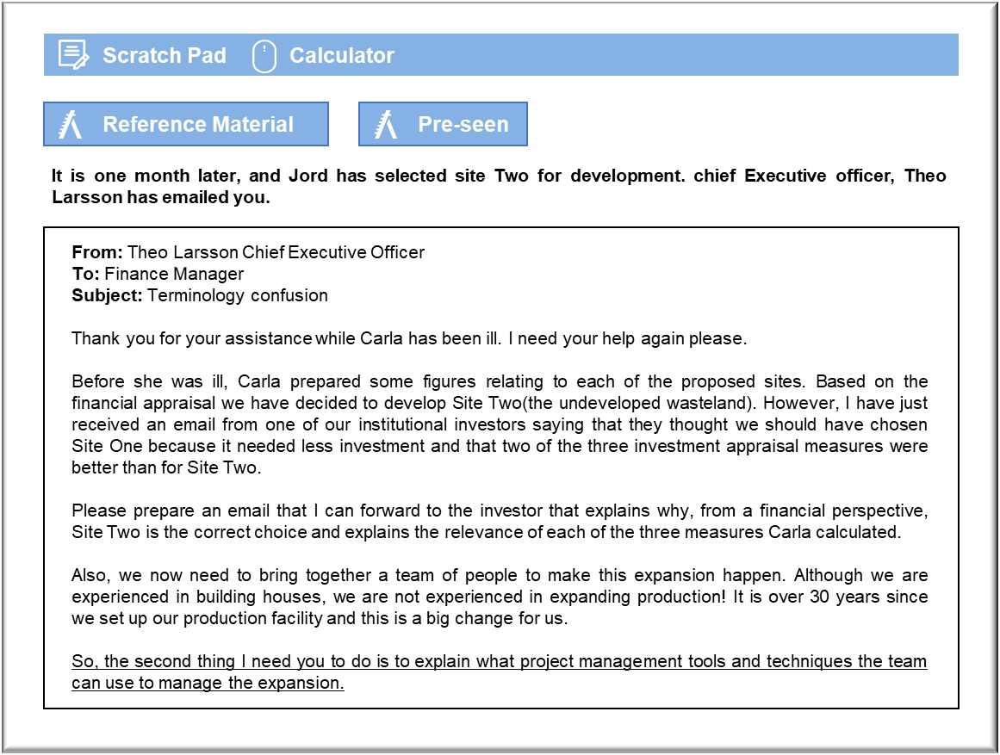 Scratch Pad Calculator
Reference Material Pre-seen
It is one month later, and Jord has selected site Two for development. chief Executive officer, Theo
Larsson has emailed you.
From: Theo Larsson Chief Executive Officer
To: Finance Manager
Subject: Terminology confusion
Thank you for your assistance while Carla has been ill. I need your help again please.
Before she was ill, Carla prepared some figures relating to each of the proposed sites. Based on the
financial appraisal we have decided to develop Site Two(the undeveloped wasteland). However, I have just
received an email from one of our institutional investors saying that they thought we should have chosen
Site One because it needed less investment and that two of the three investment appraisal measures were
better than for Site Two.
Please prepare an email that I can forward to the investor that explains why, from a financial perspective,
Site Two is the correct choice and explains the relevance of each of the three measures Carla calculated.
Also, we now need to bring together a team of people to make this expansion happen. Although we are
experienced in building houses, we are not experienced in expanding production! It is over 30 years since
we set up our production facility and this is a big change for us.
So, the second thing I need you to do is to explain what project management tools and techniques the team
can use to manage the expansion.